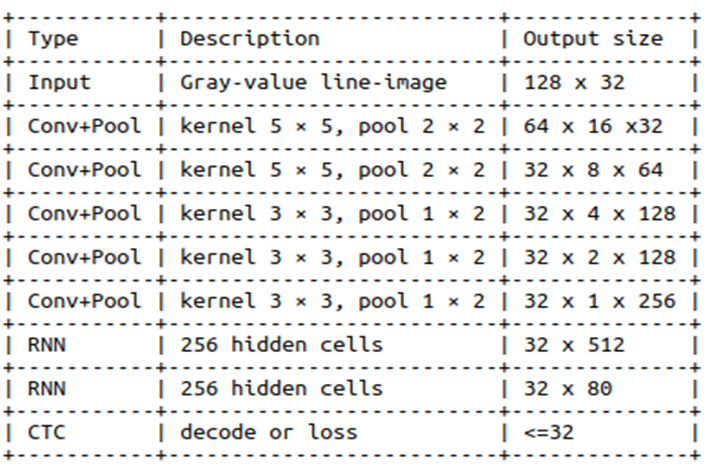 +-----------+---------------------------+--------------+
| Type | Description | Output size |
+-----------+---------------------------+--------------+
| Input | Gray-value line-image | 128 x 32 |
+-----------+---------------------------+--------------+
| Conv+Pool | kernel 5 × 5, pool 2 × 2 | 64 x 16 x32 |
+-----------+---------------------------+--------------+
| Conv+Pool | kernel 5 × 5, pool 2 × 2 | 32 x 8 x 64 |
+-----------+---------------------------+--------------+
| Conv+Pool | kernel 3 × 3, pool 1 × 2 | 32 x 4 x 128 |
+-----------+---------------------------+--------------+
| Conv+Pool | kernel 3 × 3, pool 1 × 2 | 32 x 2 x 128 |
+-----------+---------------------------+--------------+
| Conv+Pool | kernel 3 × 3, pool 1 × 2 | 32 x 1 x 256 |
+-----------+---------------------------+--------------+
| RNN | 256 hidden cells | 32 x 512 |
+-----------+---------------------------+--------------+
| RNN | 256 hidden cells | 32 x 80 |
+-----------+---------------------------+--------------+
| CTC | decode or loss | <=32 |
+-----------+---------------------------+--------------+